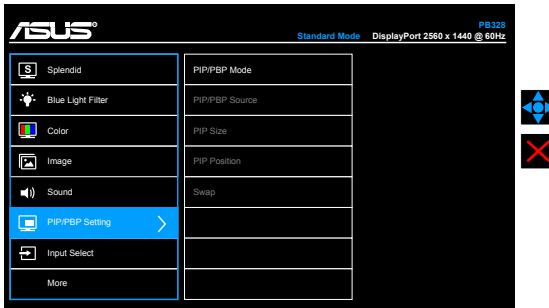 ASUS
PB328
Standard Mode DisplayPort 2560 x 1440 @ 60Hz
S Splendid
Blue Light Filter
Color
Image
Sound
PIP/PBP Setting
Input Select
More
PIP/PBP Mode
PIP/PBP Source
PIP Size
PIP Position
Swap